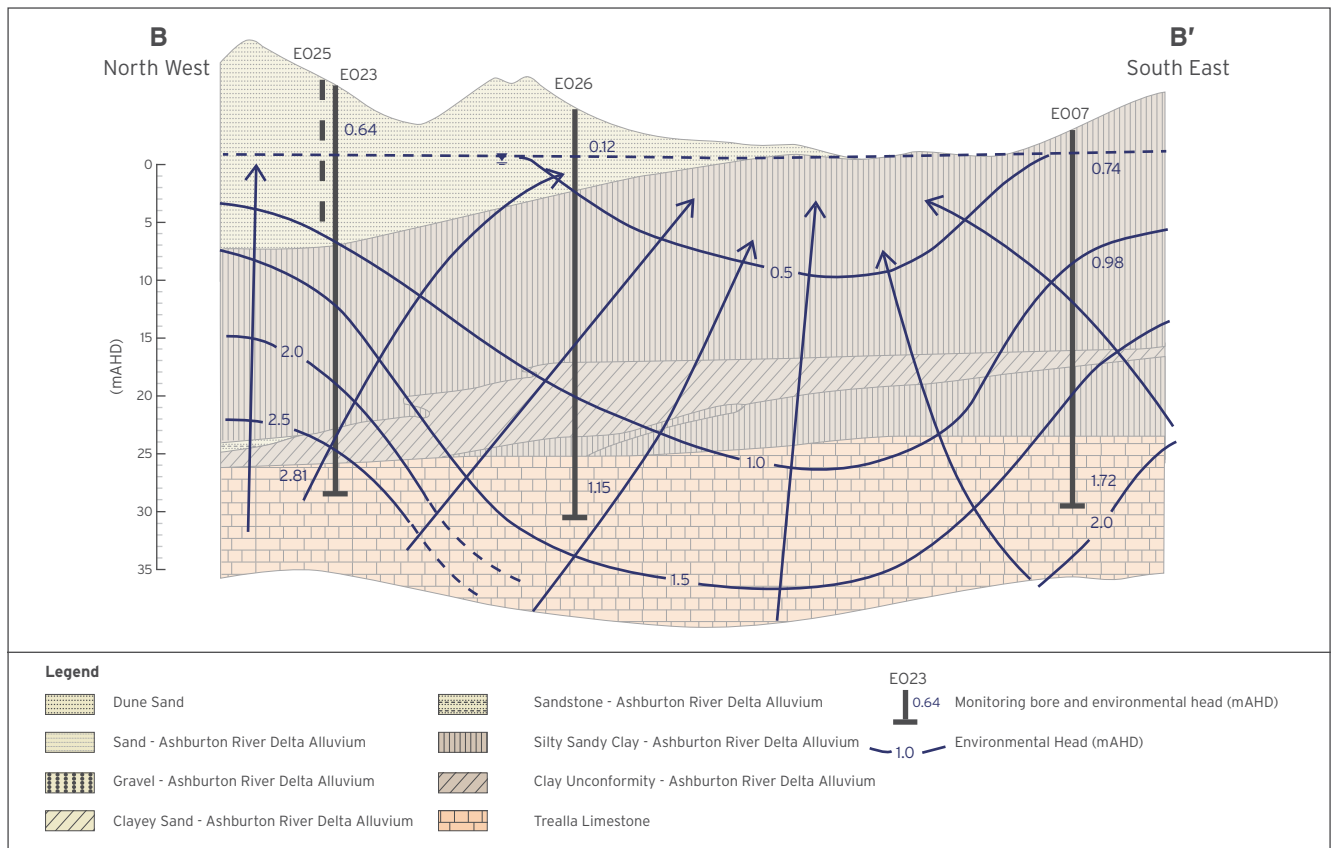 B
North West
B′
South East
EO25
EO23
EO26
EO07
0.64
0.12
0.74
0
5
10
15
20
25
30
35
(mAHD)
0.5
0.98
2.0
2.5
2.81
1.0
1.15
1.72
2.0
1.5
Legend
Dune Sand
Sand - Ashburton River Delta Alluvium
Gravel - Ashburton River Delta Alluvium
Clayey Sand - Ashburton River Delta Alluvium
Sandstone - Ashburton River Delta Alluvium
Silty Sandy Clay - Ashburton River Delta Alluvium
Clay Unconformity - Ashburton River Delta Alluvium
Trealla Limestone
EO23
0.64 Monitoring bore and environmental head (mAHD)
1.0 Environmental Head (mAHD)